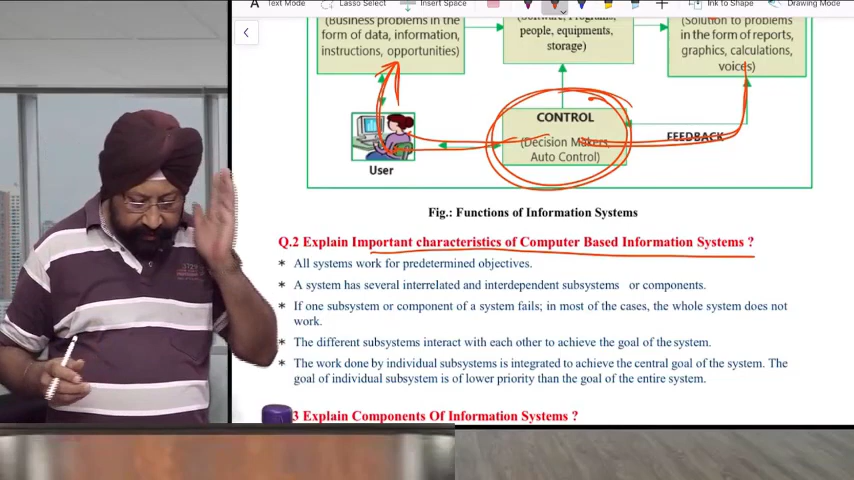 Text Mode
Lasso Select
Insert Space
Ink to Shape
Drawing Mode
(Business problems in the
form of data, information,
instructions, opportunities)
(Software, Programs,
people, equipments,
storage)
(Solution to problems
in the form of reports,
graphics, calculations,
voices)
CONTROL
(Decision Makers,
Auto Control)
FEEDBACK
User
Fig.: Functions of Information Systems
Q.2 Explain Important characteristics of Computer Based Information Systems ?
* All systems work for predetermined objectives.
* A system has several interrelated and interdependent subsystems or components.
* If one subsystem or component of a system fails; in most of the cases, the whole system does not
work.
* The different subsystems interact with each other to achieve the goal of the system.
* The work done by individual subsystems is integrated to achieve the central goal of the system. The
goal of individual subsystem is of lower priority than the goal of the entire system.
3 Explain Components Of Information Systems ?